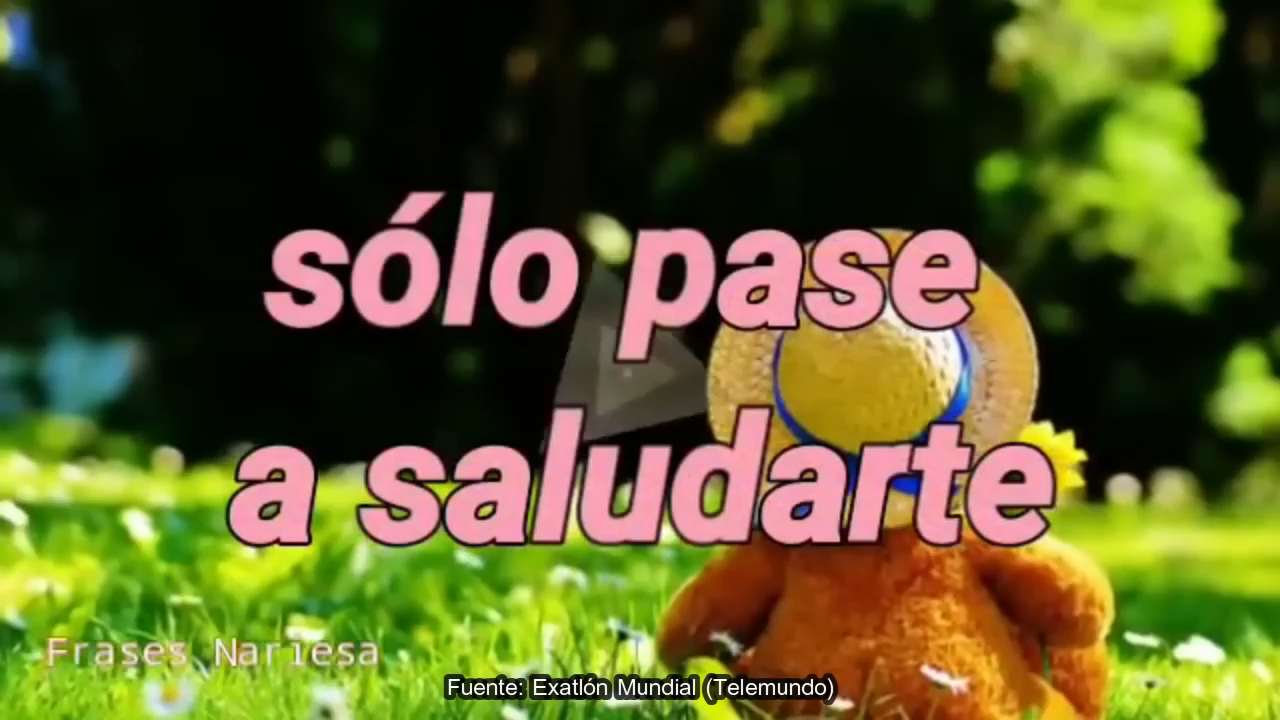 sólo pase
a saludarte
Frases Nariesa
Fuente: Exatlón Mundial (Telemundo)